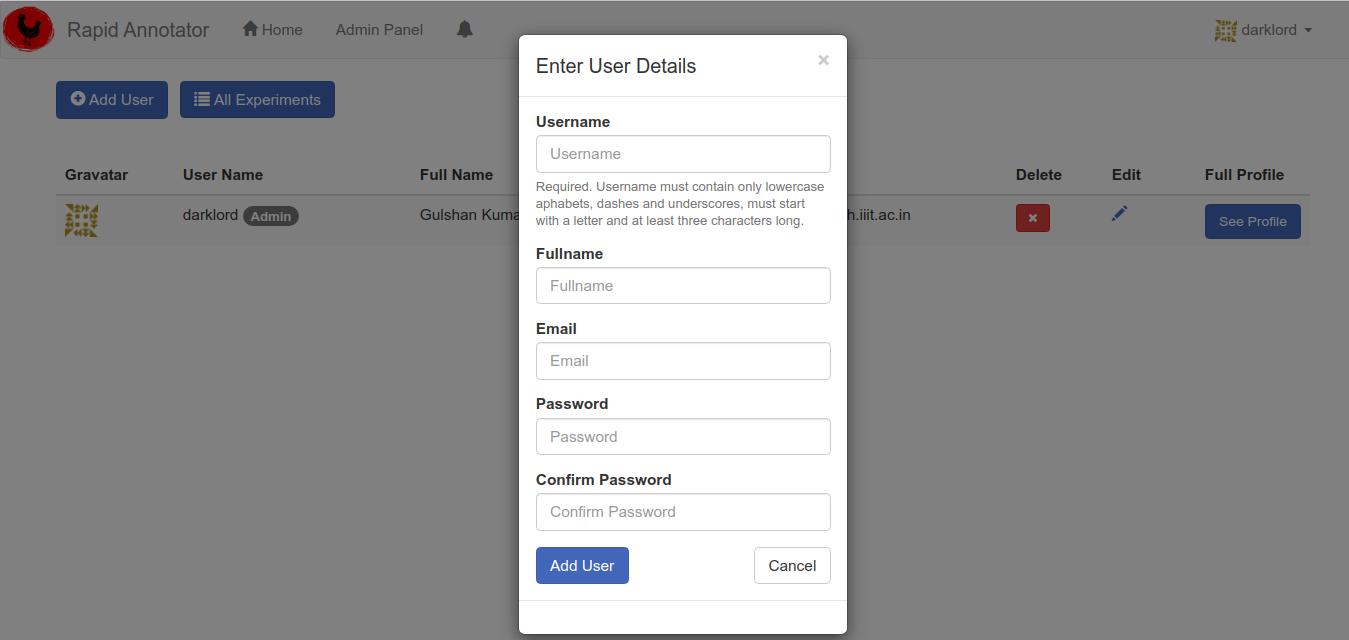 Rapid Annotator
Home
Admin Panel
darklord
Add User
All Experiments
Enter User Details
×
Username
Username
Required. Username must contain only lowercase
aphabets, dashes and underscores, must start
with a letter and at least three characters long.
Fullname
Fullname
Email
Email
Password
Password
Confirm Password
Confirm Password
Add User
Cancel
Gravatar
User Name
Full Name
Delete
Edit
Full Profile
darklord Admin
Gulshan Kuma
h.iiit.ac.in
See Profile